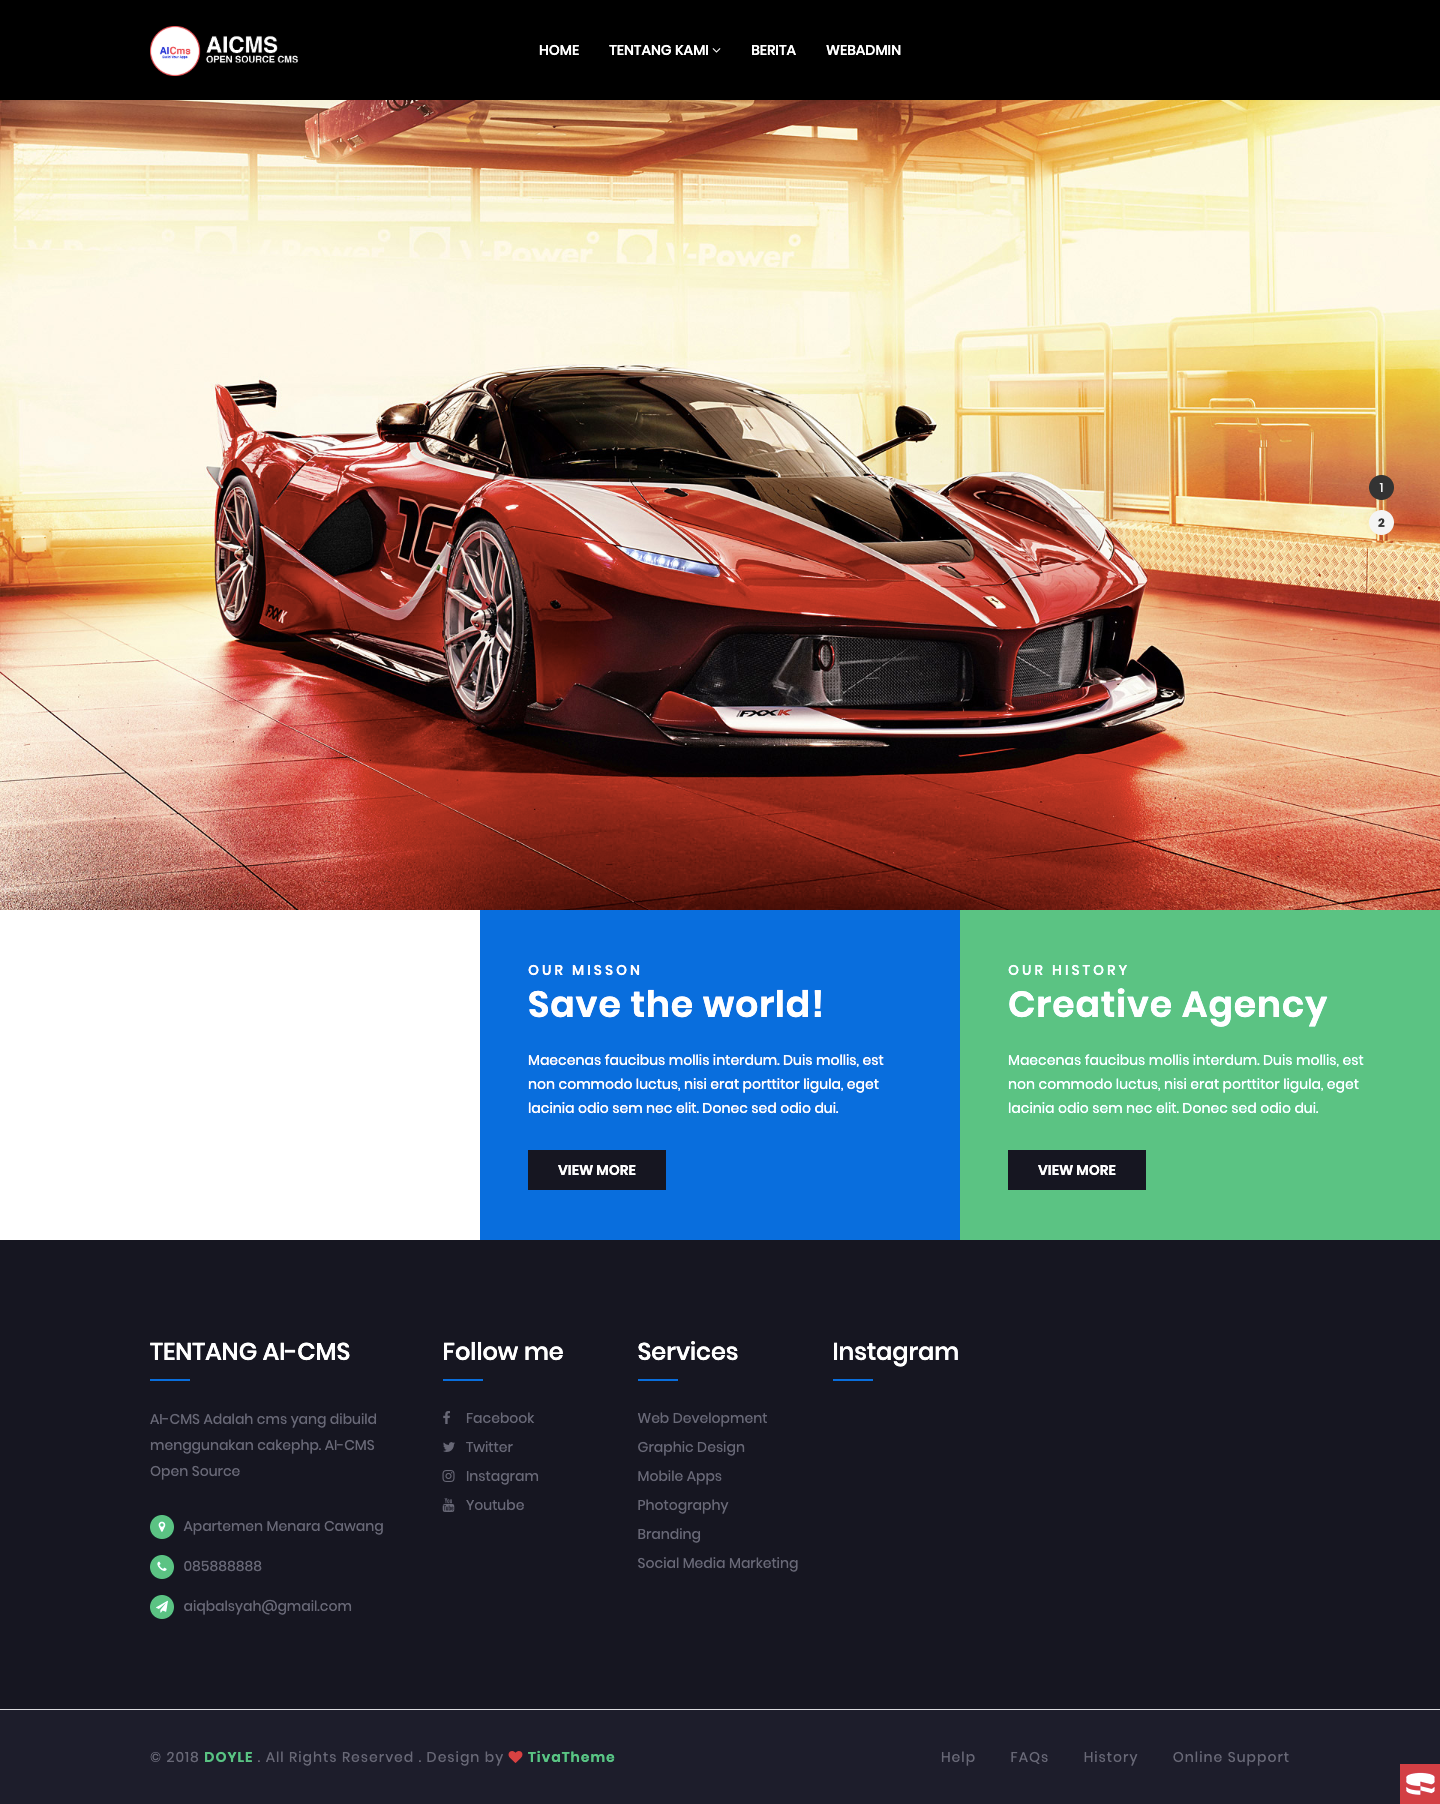 AICms
AICMS
OPEN SOURCE CMS
HOME
TENTANG KAMI
BERITA
WEBADMIN
V-Power
V-Power
V-Power
10
FXXK
FXXK
1
2
OUR MISSON
Save the world!
Maecenas faucibus mollis interdum. Duis mollis, est
non commodo luctus, nisi erat porttitor ligula, eget
lacinia odio sem nec elit. Donec sed odio dui.
VIEW MORE
OUR HISTORY
Creative Agency
Maecenas faucibus mollis interdum. Duis mollis, est
non commodo luctus, nisi erat porttitor ligula, eget
lacinia odio sem nec elit. Donec sed odio dui.
VIEW MORE
TENTANG AI-CMS
AI-CMS Adalah cms yang dibuild
menggunakan cakephp. AI-CMS
Open Source
Apartemen Menara Cawang
085888888
aiqbalsyah@gmail.com
Follow me
Facebook
Twitter
Instagram
Youtube
Services
Web Development
Graphic Design
Mobile Apps
Photography
Branding
Social Media Marketing
Instagram
© 2018 DOYLE . All Rights Reserved . Design by ❤ TivaTheme
Help
FAQs
History
Online Support